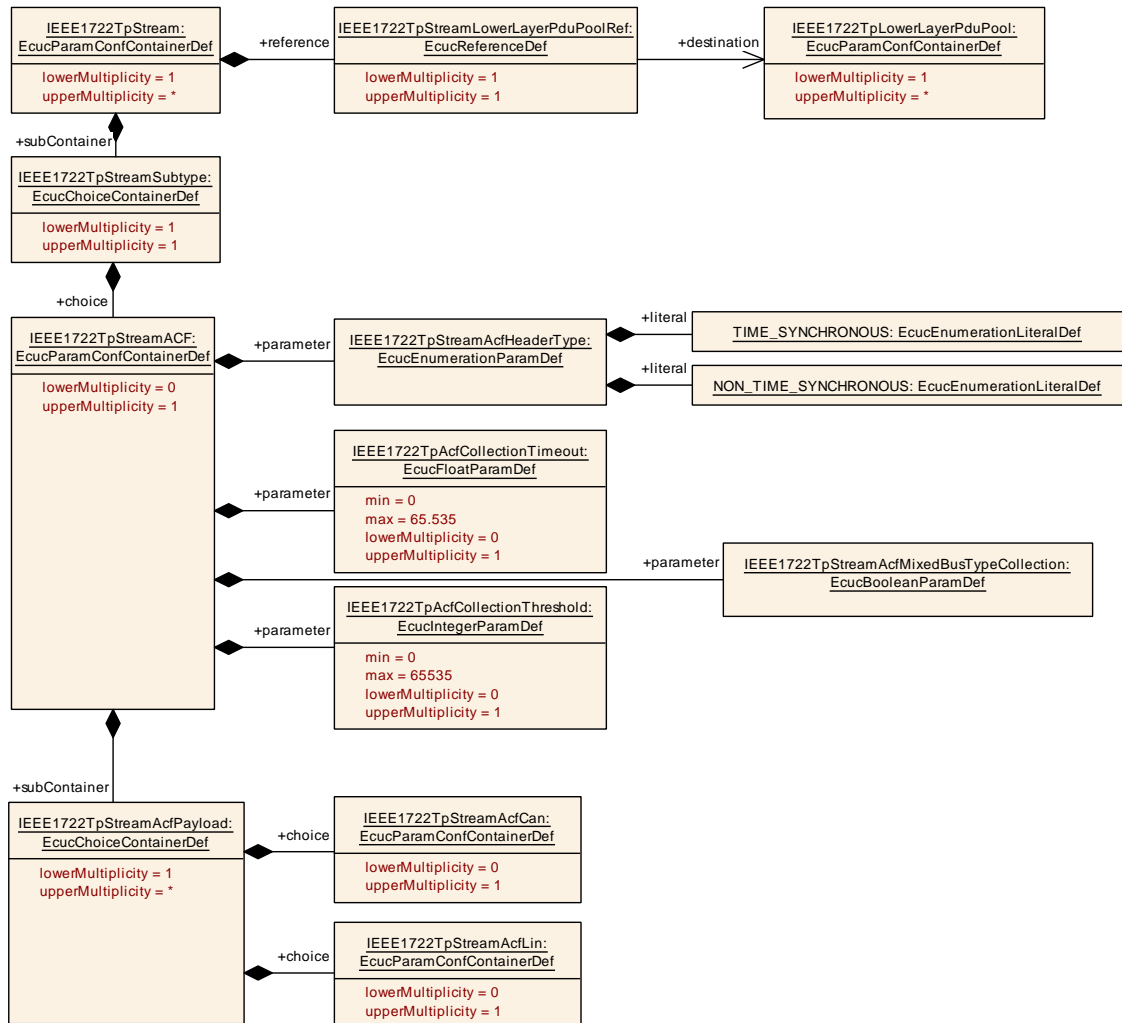 IEEE1722TpStream:
EcucParamConfContainerDef
lowerMultiplicity = 1
upperMultiplicity = *
+reference
IEEE1722TpStreamLowerLayerPduPoolRef:
EcucReferenceDef
lowerMultiplicity = 1
upperMultiplicity = 1
+destination
IEEE1722TpLowerLayerPduPool:
EcucParamConfContainerDef
lowerMultiplicity = 1
upperMultiplicity = *
+subContainer
IEEE1722TpStreamSubtype:
EcucChoiceContainerDef
lowerMultiplicity = 1
upperMultiplicity = 1
+choice
IEEE1722TpStreamACF:
EcucParamConfContainerDef
lowerMultiplicity = 0
upperMultiplicity = 1
+parameter
IEEE1722TpStreamAcfHeaderType:
EcucEnumerationParamDef
+literal
TIME_SYNCHRONOUS: EcucEnumerationLiteralDef
+literal
NON_TIME_SYNCHRONOUS: EcucEnumerationLiteralDef
+parameter
IEEE1722TpAcfCollectionTimeout:
EcucFloatParamDef
min = 0
max = 65.535
lowerMultiplicity = 0
upperMultiplicity = 1
+parameter
IEEE1722TpStreamAcfMixedBusTypeCollection:
EcucBooleanParamDef
+parameter
IEEE1722TpAcfCollectionThreshold:
EcucIntegerParamDef
min = 0
max = 65535
lowerMultiplicity = 0
upperMultiplicity = 1
+subContainer
IEEE1722TpStreamAcfPayload:
EcucChoiceContainerDef
lowerMultiplicity = 1
upperMultiplicity = *
+choice
IEEE1722TpStreamAcfCan:
EcucParamConfContainerDef
lowerMultiplicity = 0
upperMultiplicity = 1
+choice
IEEE1722TpStreamAcfLin:
EcucParamConfContainerDef
lowerMultiplicity = 0
upperMultiplicity = 1